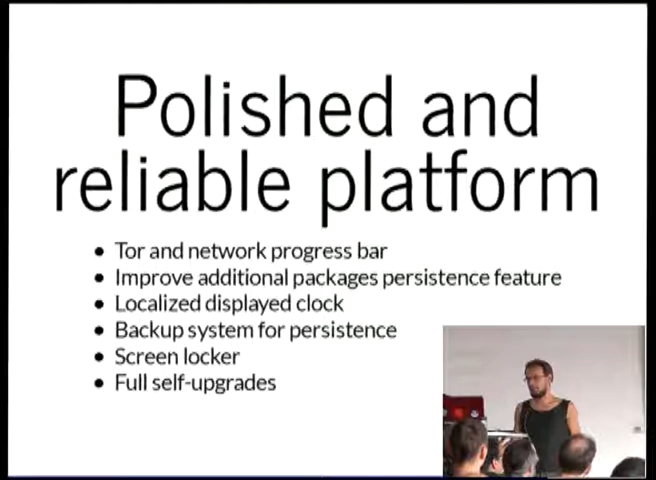 Polished and
reliable platform
• Tor and network progress bar
• Improve additional packages persistence feature
• Localized displayed clock
• Backup system for persistence
• Screen locker
• Full self-upgrades